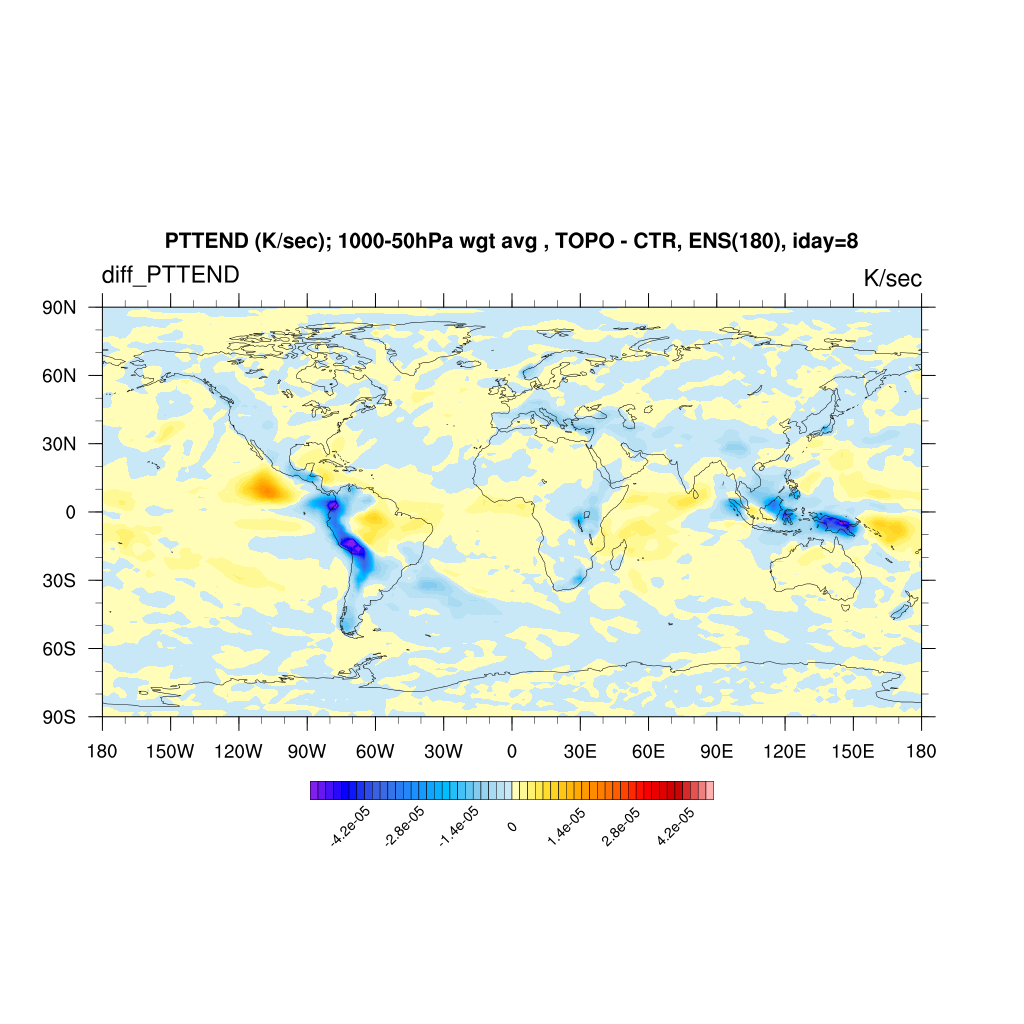 PTTEND (K/sec); 1000-50hPa wgt avg , TOPO - CTR, ENS(180), iday=8
diff_PTTEND K/sec
90N
60N
30N
0
30S
60S
90S
180 150W 120W 90W 60W 30W 0 30E 60E 90E 120E 150E 180
-4.2e-05 -2.8e-05 -1.4e-05 0 1.4e-05 2.8e-05 4.2e-05